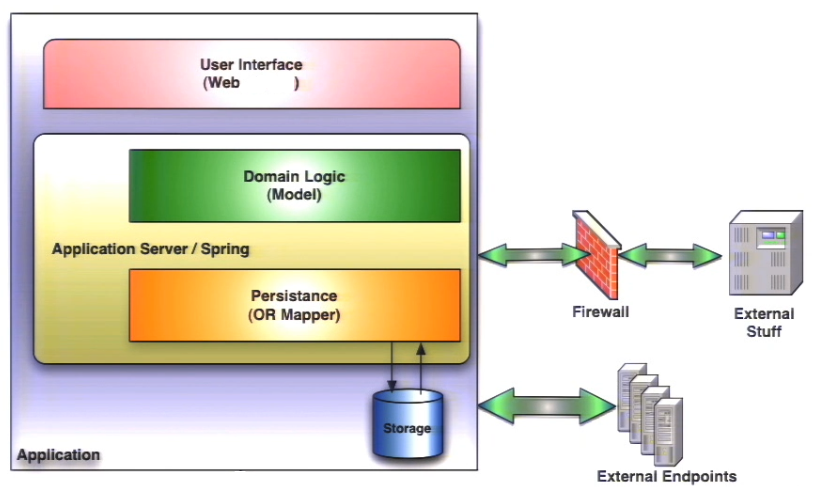 User Interface
(Web )
Domain Logic
(Model)
Application Server / Spring
Persistance
(OR Mapper)
Storage
Application
Firewall
External
Stuff
External Endpoints